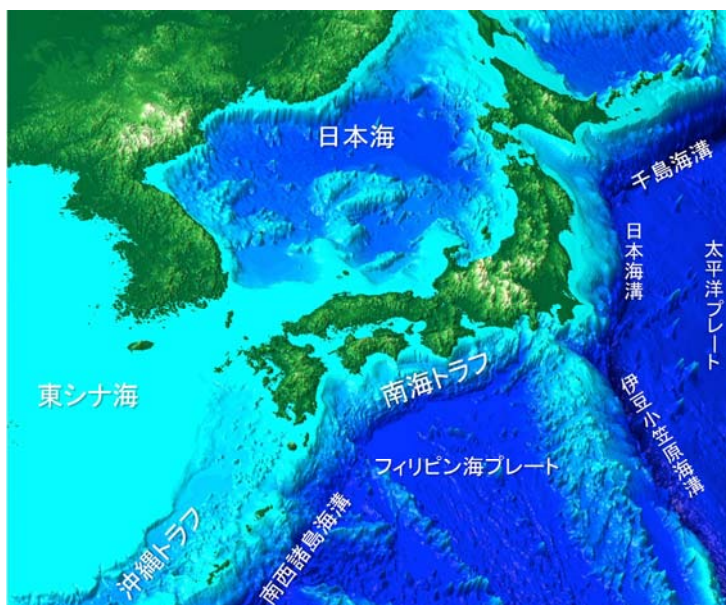 日本海
千島海溝
日本海溝
太平洋プレート
東シナ海
南海トラフ
伊豆小笠原海溝
フィリピン海プレート
沖縄トラフ
南西諸島海溝